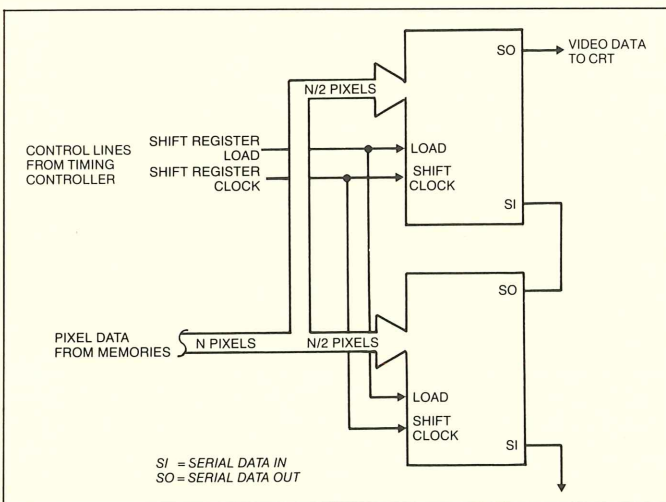 SO
VIDEO DATA
TO CRT
N/2 PIXELS
CONTROL LINES
FROM TIMING
CONTROLLER
SHIFT REGISTER
LOAD
SHIFT REGISTER
CLOCK
LOAD
SHIFT
CLOCK
SI
SO
PIXEL DATA
FROM MEMORIES
N PIXELS
N/2 PIXELS
LOAD
SHIFT
CLOCK
SI
SI = SERIAL DATA IN
SO = SERIAL DATA OUT